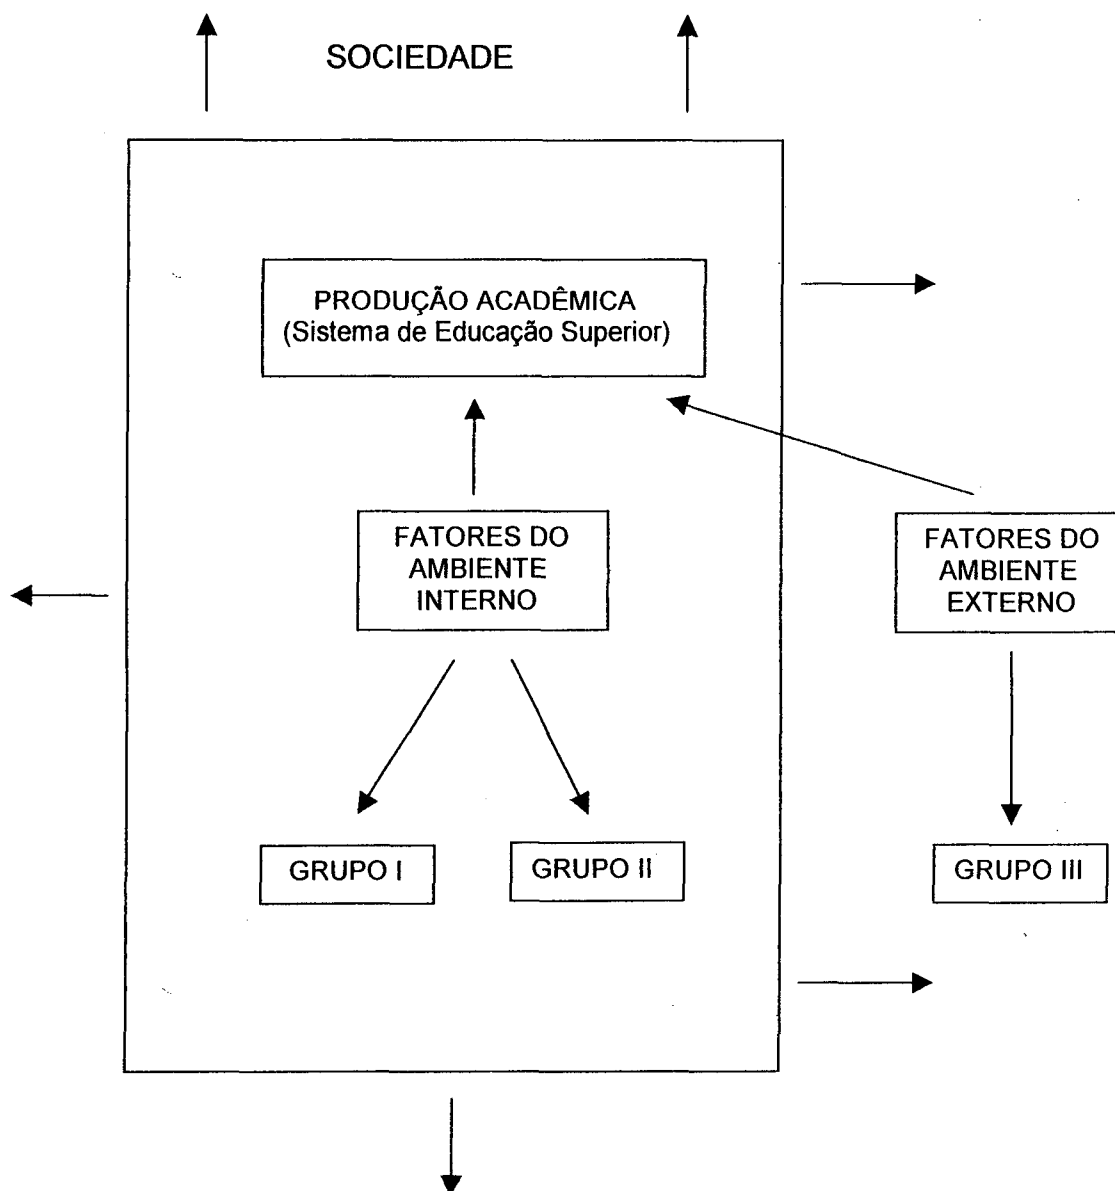 SOCIEDADE
PRODUÇÃO ACADÊMICA
(Sistema de Educação Superior)
FATORES DO
AMBIENTE
INTERNO
FATORES DO
AMBIENTE
EXTERNO
GRUPO I
GRUPO II
GRUPO III